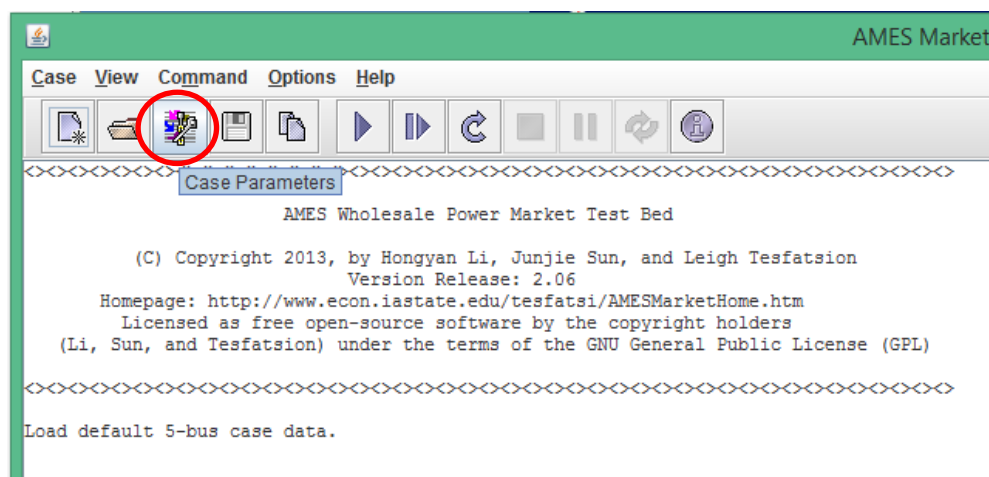 AMES Market
Case View Command Options Help
Case Parameters
AMES Wholesale Power Market Test Bed
(C) Copyright 2013, by Hongyan Li, Junjie Sun, and Leigh Tesfatsion
Version Release: 2.06
Homepage: http://www.econ.iastate.edu/tesfatsi/AMESMarketHome.htm
Licensed as free open-source software by the copyright holders
(Li, Sun, and Tesfatsion) under the terms of the GNU General Public License (GPL)
Load default 5-bus case data.